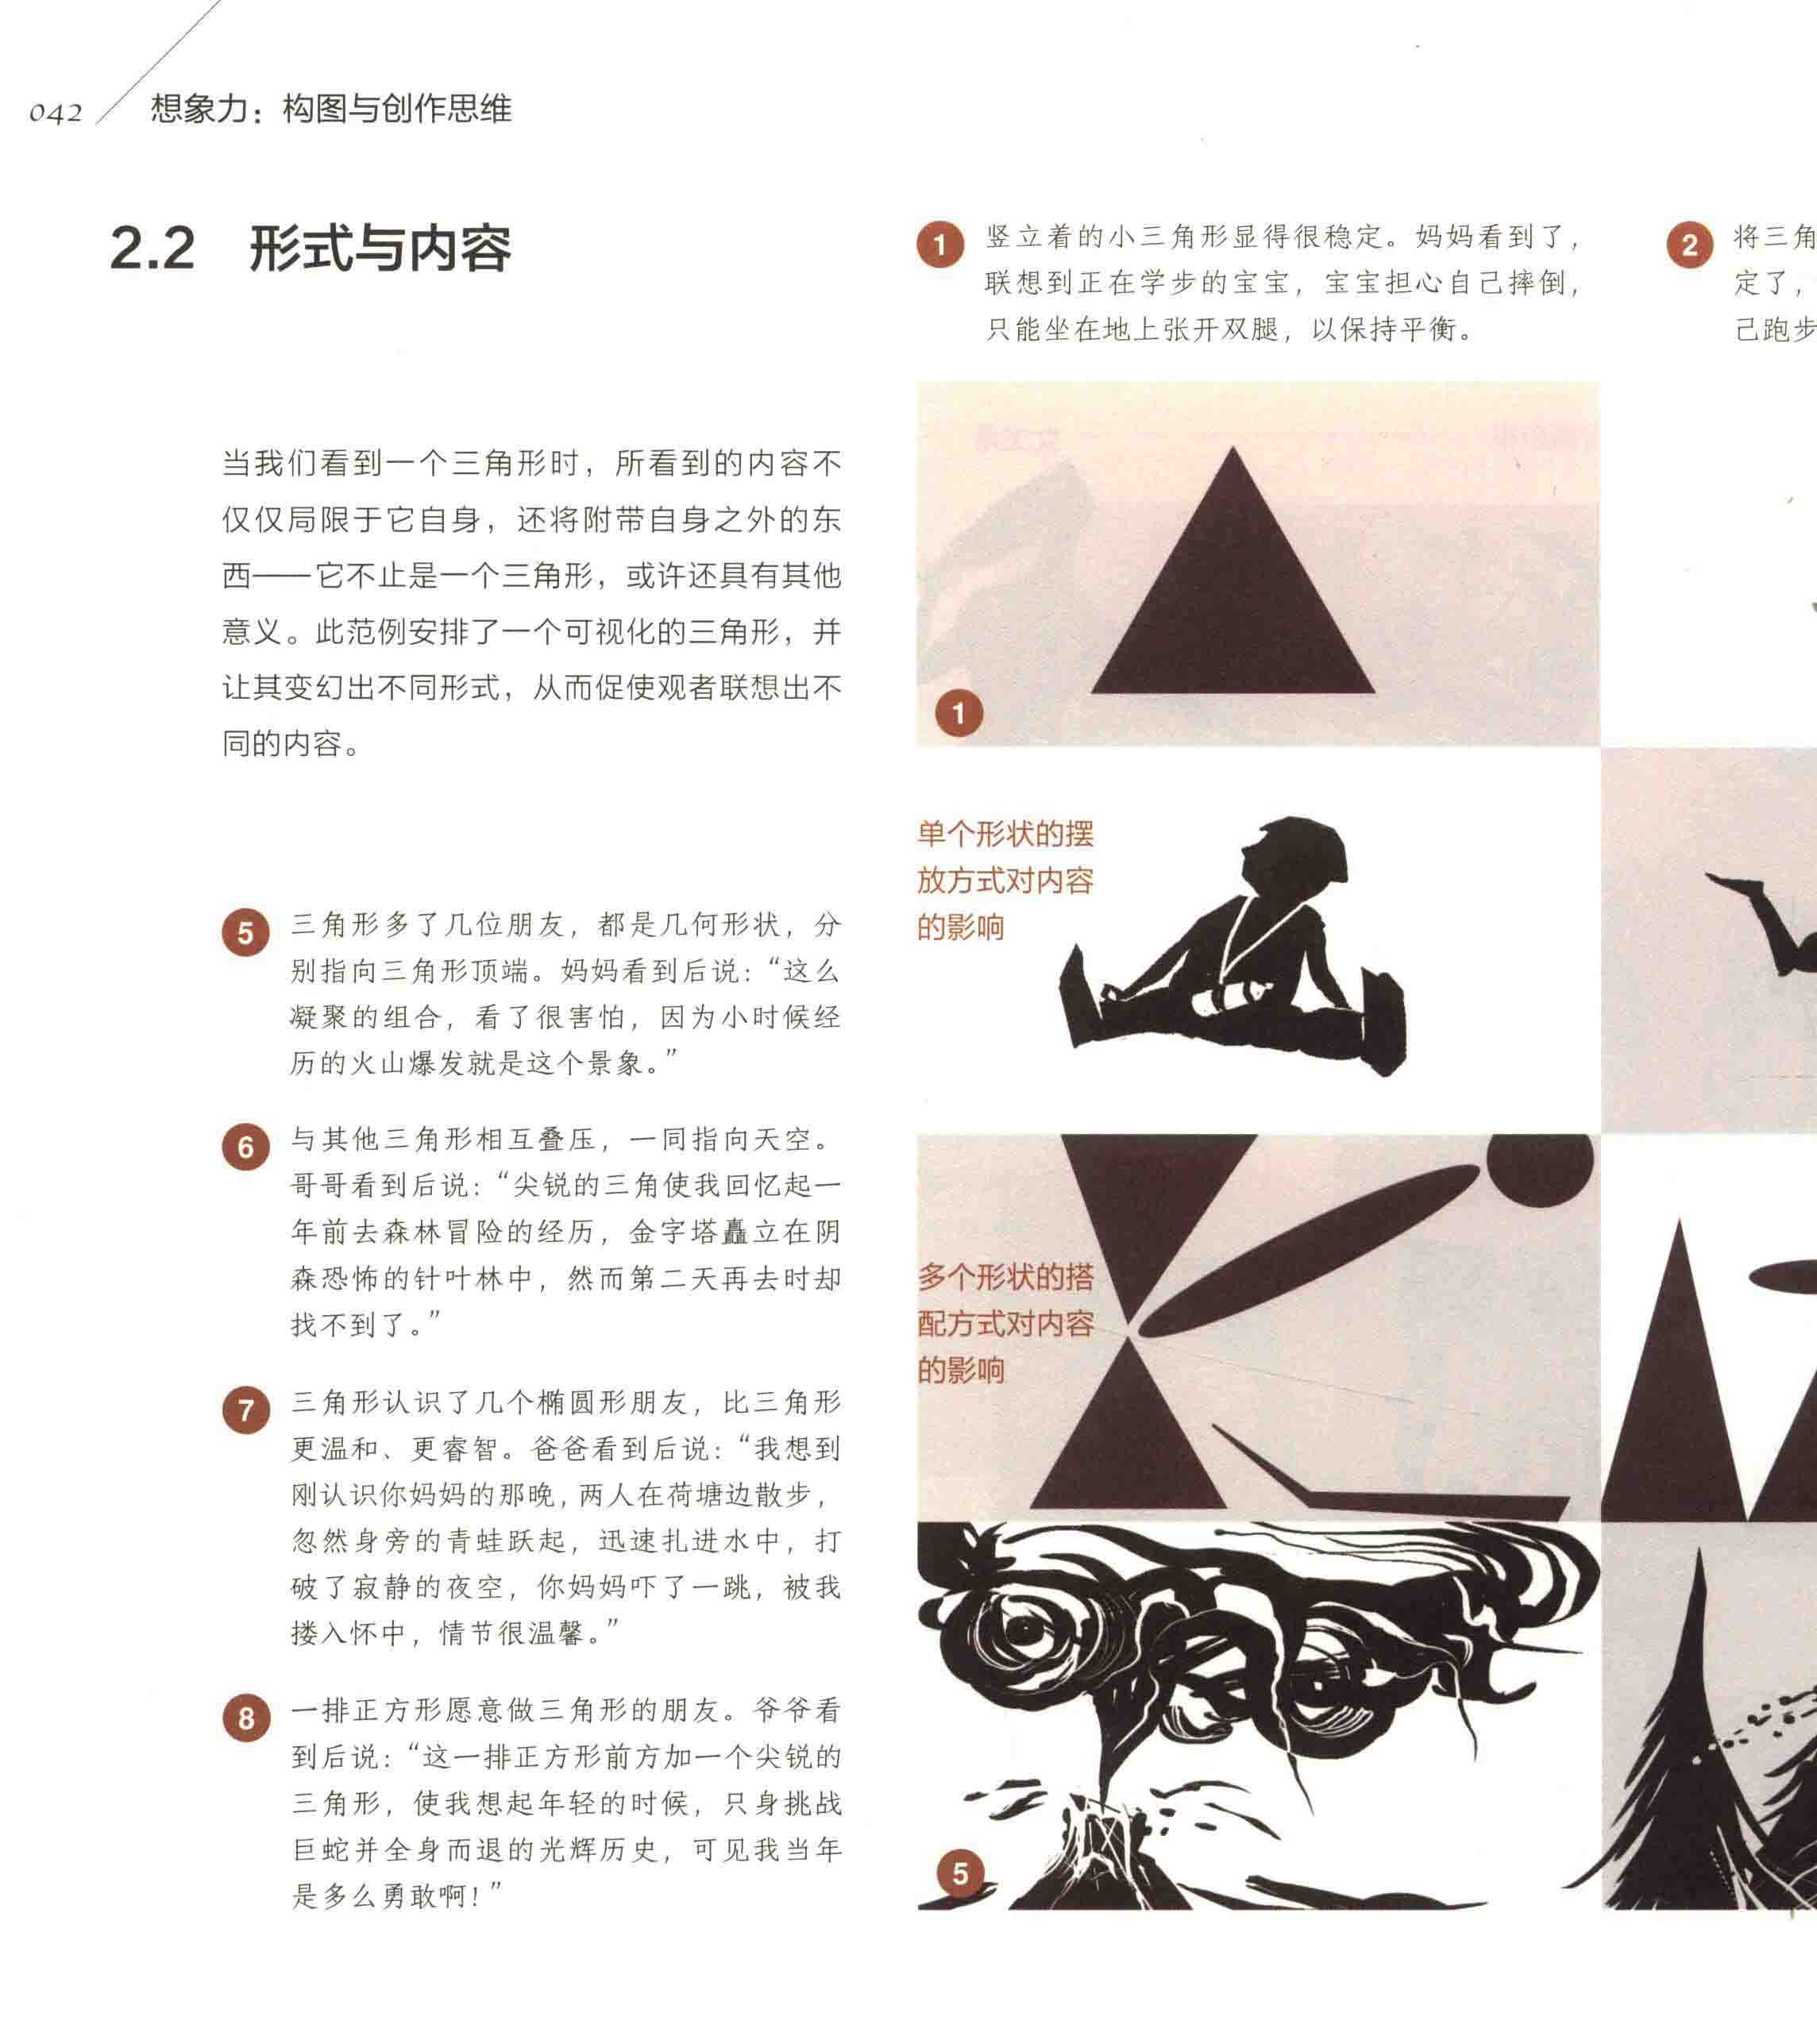 042
想象力：构图与创作思维
2.2 形式与内容
当我们看到一个三角形时，所看到的内容不
仅仅局限于它自身，还将附带自身之外的东
西——它不止是一个三角形，或许还具有其他
意义。此范例安排了一个可视化的三角形，并
让其变幻出不同形式，从而促使观者联想出不
同的内容。
5 三角形多了几位朋友，都是几何形状，分
别指向三角形顶端。妈妈看到后说：“这么
凝聚的组合，看了很害怕，因为小时候经
历的火山爆发就是这个景象。”
6 与其他三角形相互叠压，一同指向天空。
哥哥看到后说：“尖锐的三角使我回忆起一
年前去森林冒险的经历，金字塔矗立在阴
森恐怖的针叶林中，然而第二天再去时却
找不到了。”
7 三角形认识了几个椭圆形朋友，比三角形
更温和、更睿智。爸爸看到后说：“我想到
刚认识你妈妈的那晚，两人在荷塘边散步，
忽然身旁的青蛙跃起，迅速扎进水中，打
破了寂静的夜空，你妈妈吓了一跳，被我
搂入怀中，情节很温馨。”
8 一排正方形愿意做三角形的朋友。爷爷看
到后说：“这一排正方形前方加一个尖锐的
三角形，使我想起年轻的时候，只身挑战
巨蛇并全身而退的光辉历史，可见我当年
是多么勇敢啊！”
1 竖立着的小三角形显得很稳定。妈妈看到了，
联想到正在学步的宝宝，宝宝担心自己摔倒，
只能坐在地上张开双腿，以保持平衡。
2 将三角
定了，
己跑步
1
单个形状的摆
放方式对内容
的影响
多个形状的搭
配方式对内容
的影响
5